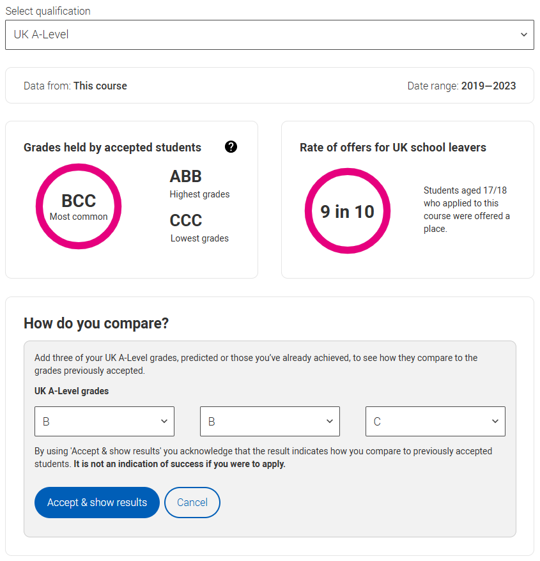 Select qualification
UK A-Level
Data from: This course
Date range: 2019—2023
Grades held by accepted students ?
BCC
Most common
ABB
Highest grades
CCC
Lowest grades
Rate of offers for UK school leavers
9 in 10
Students aged 17/18
who applied to this
course were offered a
place.
How do you compare?
Add three of your UK A-Level grades, predicted or those you've already achieved, to see how they compare to the
grades previously accepted.
UK A-Level grades
B
B
C
By using 'Accept & show results' you acknowledge that the result indicates how you compare to previously accepted
students. It is not an indication of success if you were to apply.
Accept & show results
Cancel